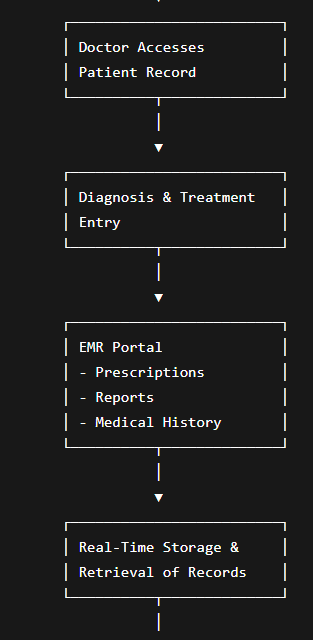 Doctor Accesses
Patient Record
Diagnosis & Treatment
Entry
EMR Portal
- Prescriptions
- Reports
- Medical History
Real-Time Storage &
Retrieval of Records